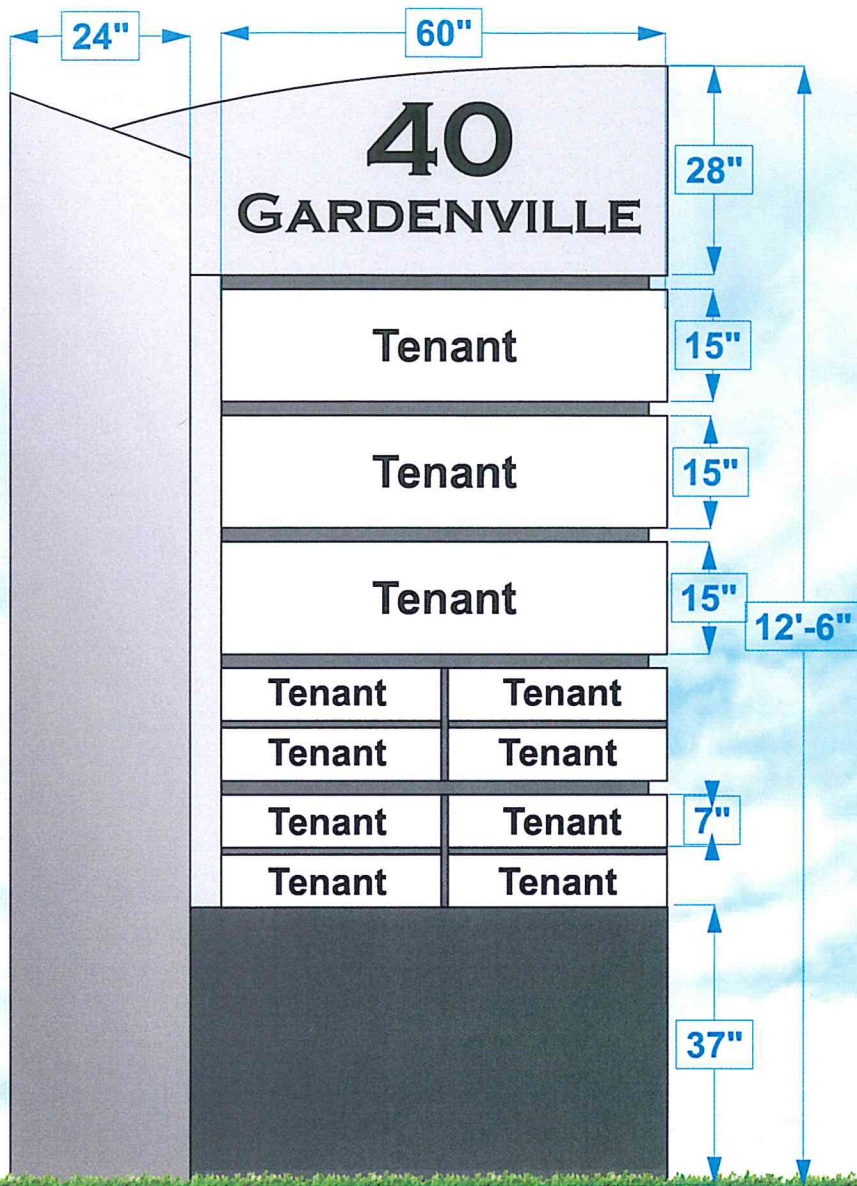 24"
60"
40
GARDENVILLE
28"
Tenant
15"
Tenant
15"
Tenant
15"
12'-6"
Tenant Tenant
Tenant Tenant
Tenant Tenant
7"
Tenant Tenant
37"